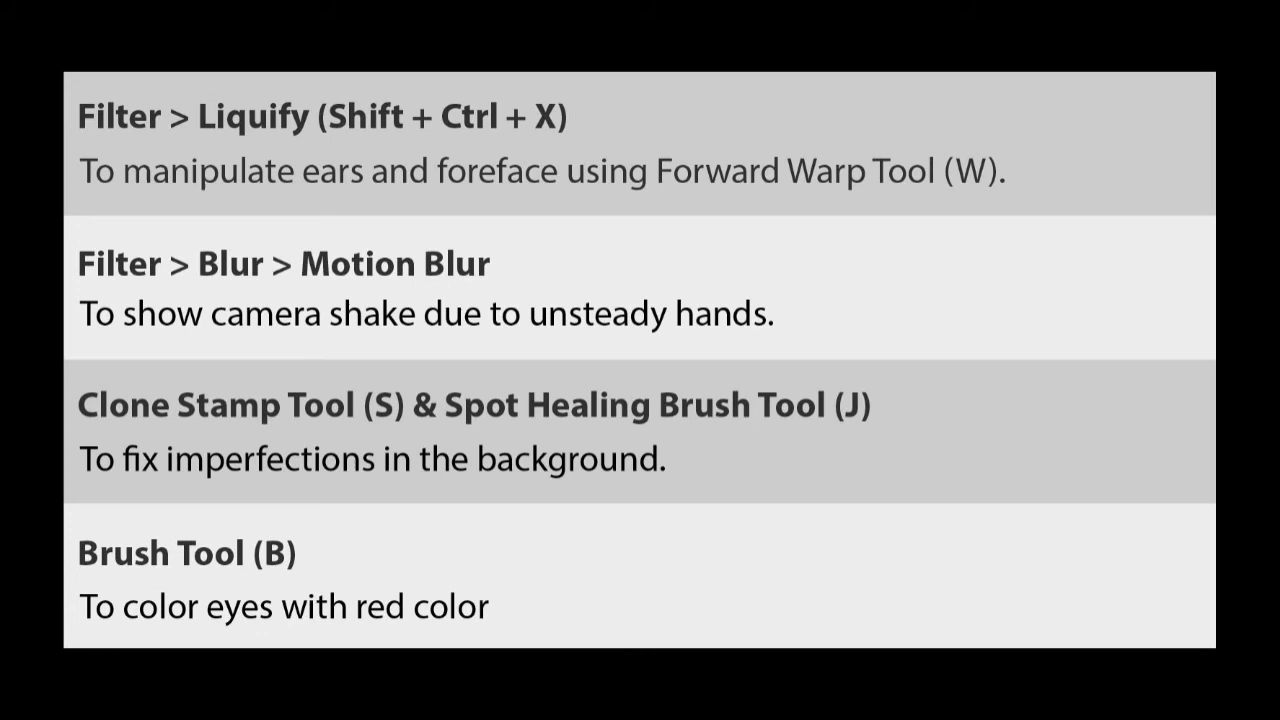 Filter > Liquify (Shift + Ctrl + X)
To manipulate ears and foreface using Forward Warp Tool (W).
Filter > Blur > Motion Blur
To show camera shake due to unsteady hands.
Clone Stamp Tool (S) & Spot Healing Brush Tool (J)
To fix imperfections in the background.
Brush Tool (B)
To color eyes with red color